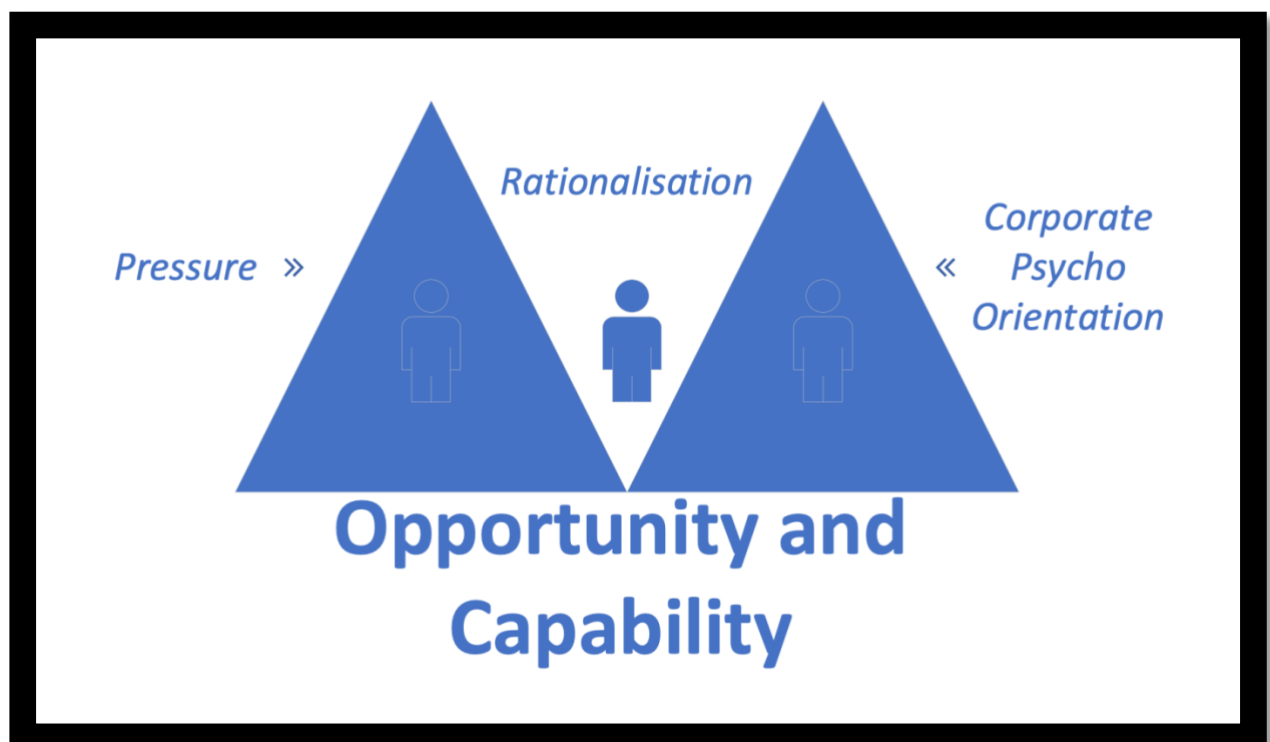 Rationalisation
Pressure »
Corporate
« Psycho
Orientation
Opportunity and
Capability